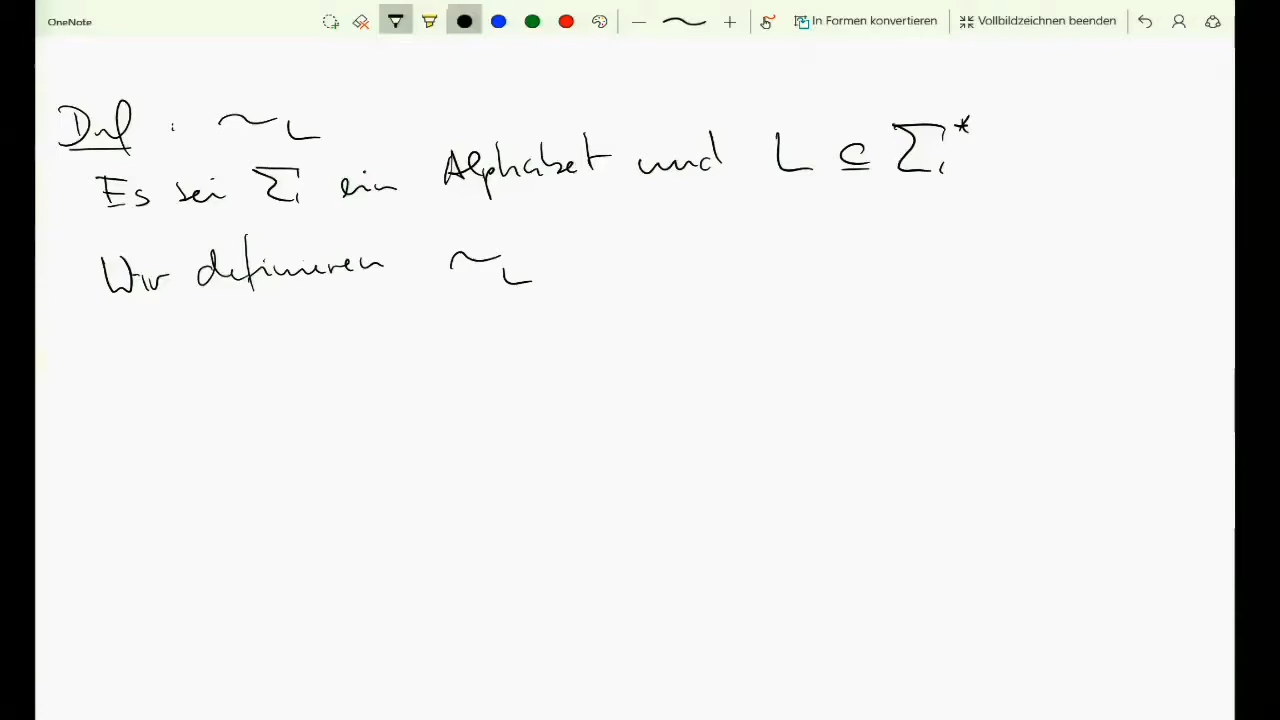 OneNote In Formen konvertieren Vollbildzeichnen beenden
Def : ~L
Es sei Σ ein Alphabet und L ⊆ Σ*
Wir definieren ~L